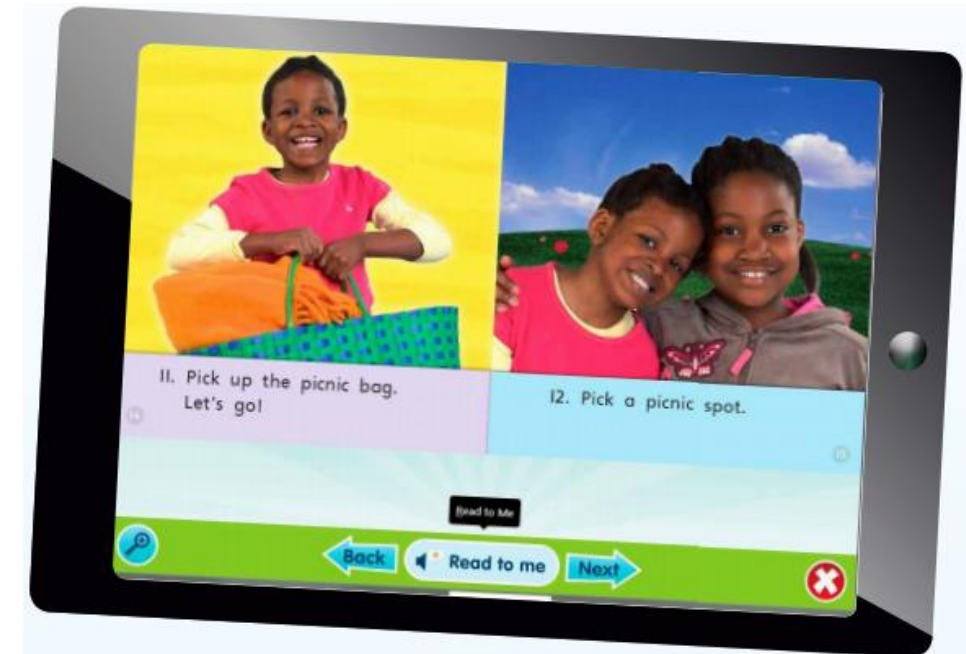 11. Pick up the picnic bag.
Let's go!
12. Pick a picnic spot.
Read to Me
Back
Read to me
Next